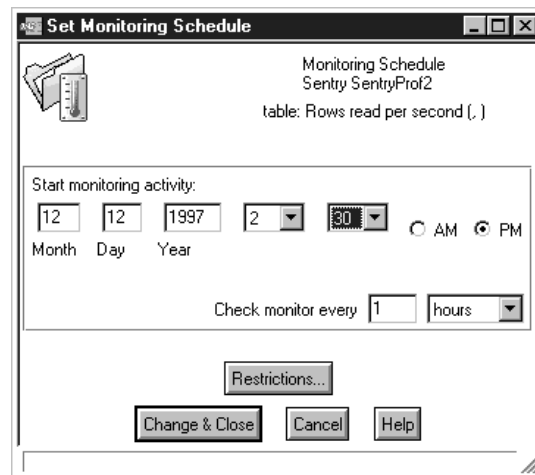 Set Monitoring Schedule
Monitoring Schedule
Sentry SentryProf2
table: Rows read per second (, )
Start monitoring activity:
12 12 1997 2 30 AM PM
Month Day Year
Check monitor every 1 hours
Restrictions...
Change & Close Cancel Help